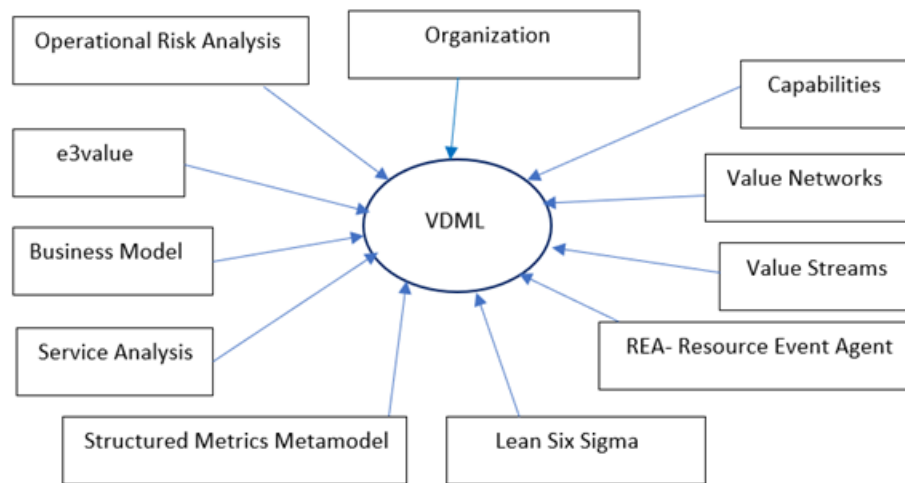 Operational Risk Analysis
Organization
Capabilities
e3value
Value Networks
VDML
Business Model
Value Streams
Service Analysis
REA- Resource Event Agent
Structured Metrics Metamodel
Lean Six Sigma